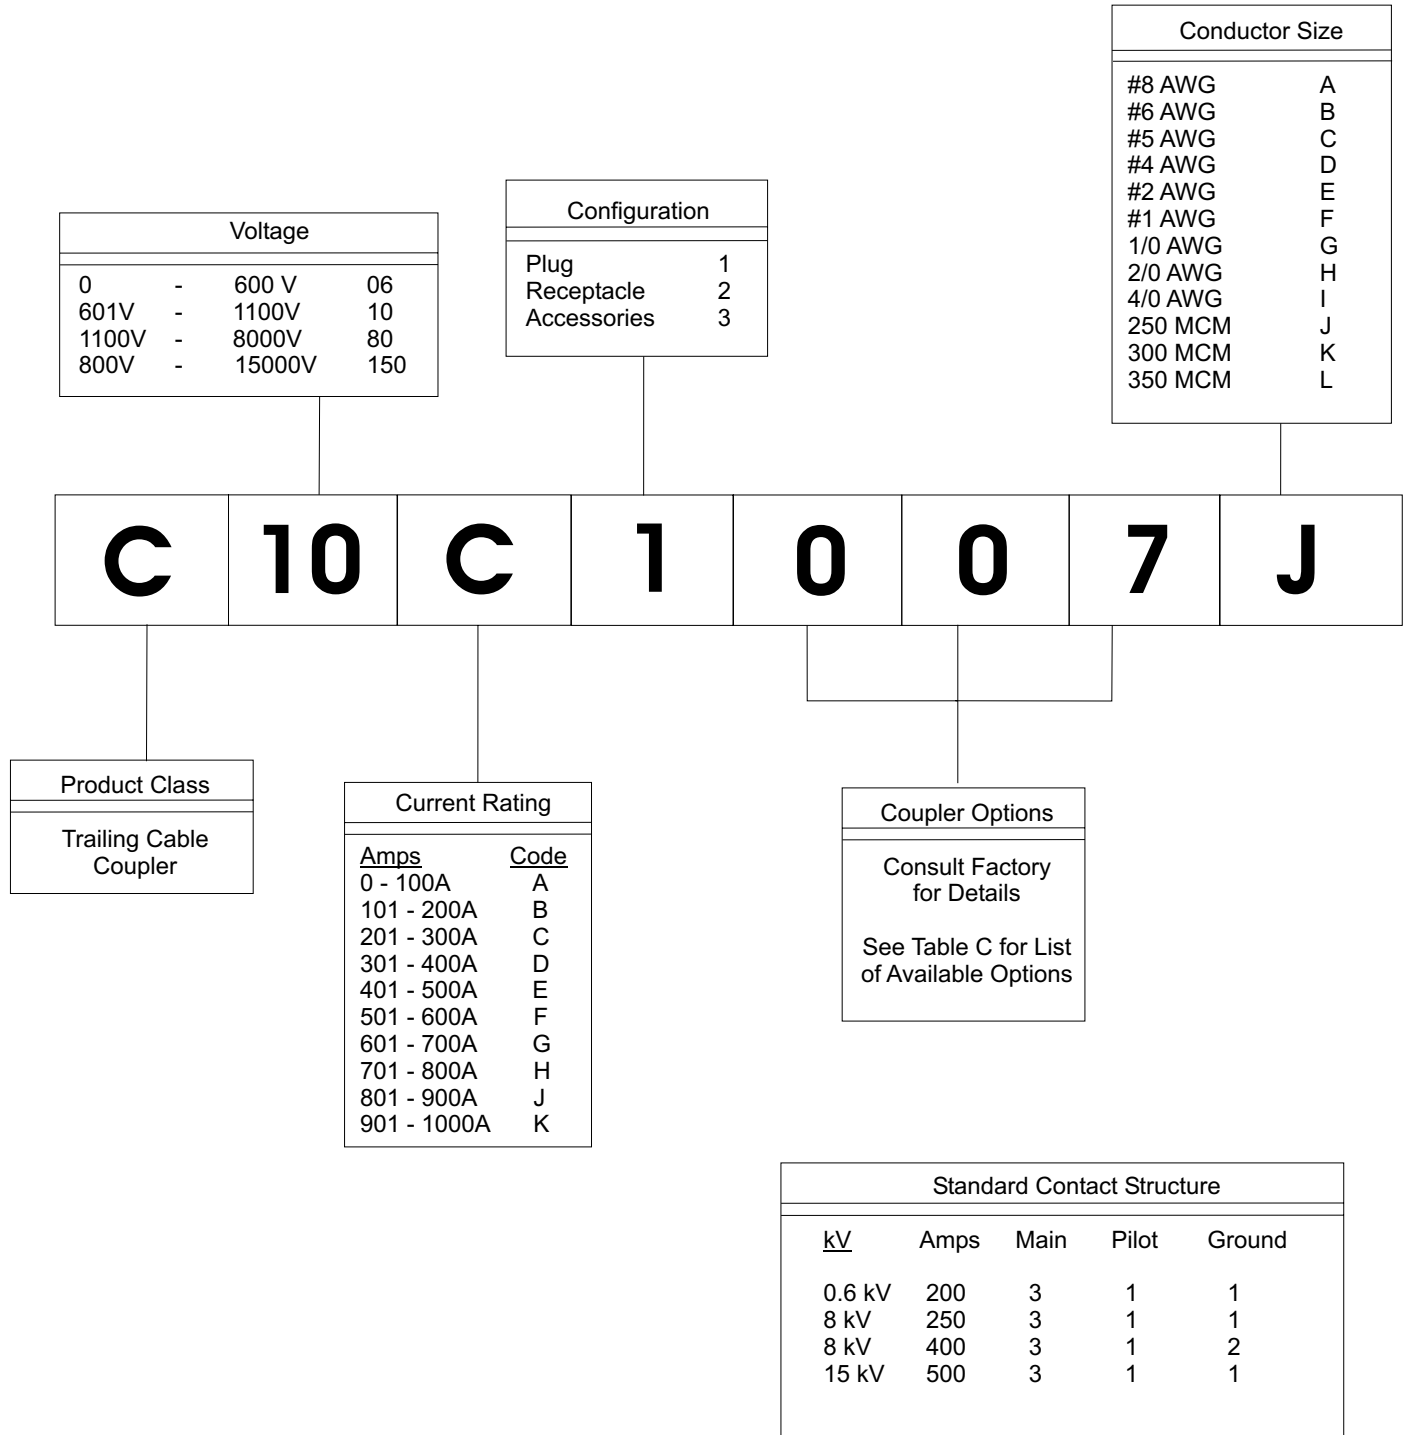 Conductor Size
#8 AWG A
#6 AWG B
#5 AWG C
#4 AWG D
#2 AWG E
#1 AWG F
1/0 AWG G
2/0 AWG H
4/0 AWG I
250 MCM J
300 MCM K
350 MCM L
Configuration
Plug 1
Receptacle 2
Accessories 3
Voltage
0 - 600 V 06
601V - 1100V 10
1100V - 8000V 80
800V - 15000V 150
C 10 C 1 0 0 7 J
Product Class
Trailing Cable
Coupler
Current Rating
Amps Code
0 - 100A A
101 - 200A B
201 - 300A C
301 - 400A D
401 - 500A E
501 - 600A F
601 - 700A G
701 - 800A H
801 - 900A J
901 - 1000A K
Coupler Options
Consult Factory
for Details
See Table C for List
of Available Options
Standard Contact Structure
kV Amps Main Pilot Ground
0.6 kV 200 3 1 1
8 kV 250 3 1 1
8 kV 400 3 1 2
15 kV 500 3 1 1